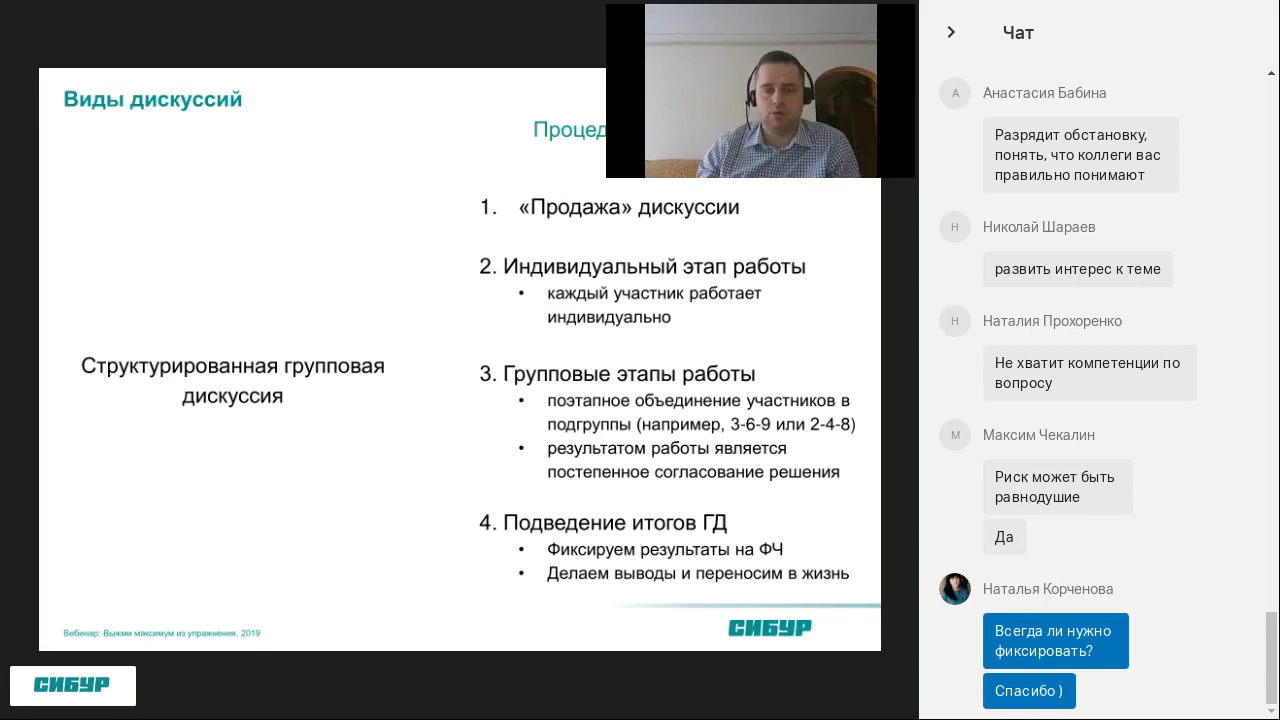 Виды дискуссий
Процед
1. «Продажа» дискуссии
2. Индивидуальный этап работы
• каждый участник работает
индивидуально
Структурированная групповая
дискуссия
3. Групповые этапы работы
• поэтапное объединение участников в
подгруппы (например, 3-6-9 или 2-4-8)
• результатом работы является
постепенное согласование решения
4. Подведение итогов ГД
• Фиксируем результаты на ФЧ
• Делаем выводы и переносим в жизнь
Вебинар: Выжми максимум из упражнения, 2019
СИБУР
СИБУР
Чат
А
Анастасия Бабина
Разрядит обстановку,
понять, что коллеги вас
правильно понимают
Н
Николай Шараев
развить интерес к теме
Н
Наталия Прохоренко
Не хватит компетенции по
вопросу
М
Максим Чекалин
Риск может быть
равнодушие
Да
Наталья Корченова
Всегда ли нужно
фиксировать?
Спасибо )